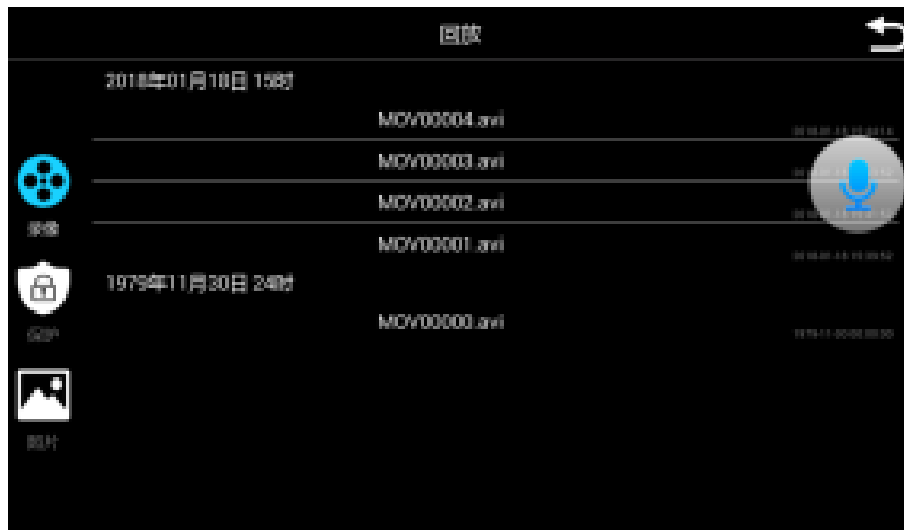 回放
2018年01月18日 15时
MOV00004.avi
MOV00003.avi
录像
MOV00002.avi
MOV00001.avi
保护
1979年11月30日 24时
MOV00000.avi
照片